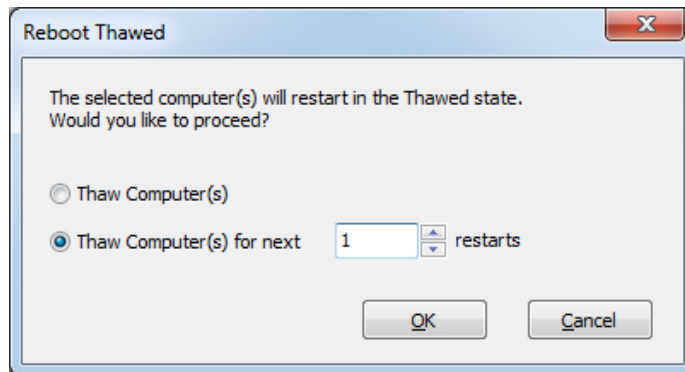 Reboot Thawed
The selected computer(s) will restart in the Thawed state.
Would you like to proceed?
Thaw Computer(s)
Thaw Computer(s) for next 1 restarts
OK Cancel